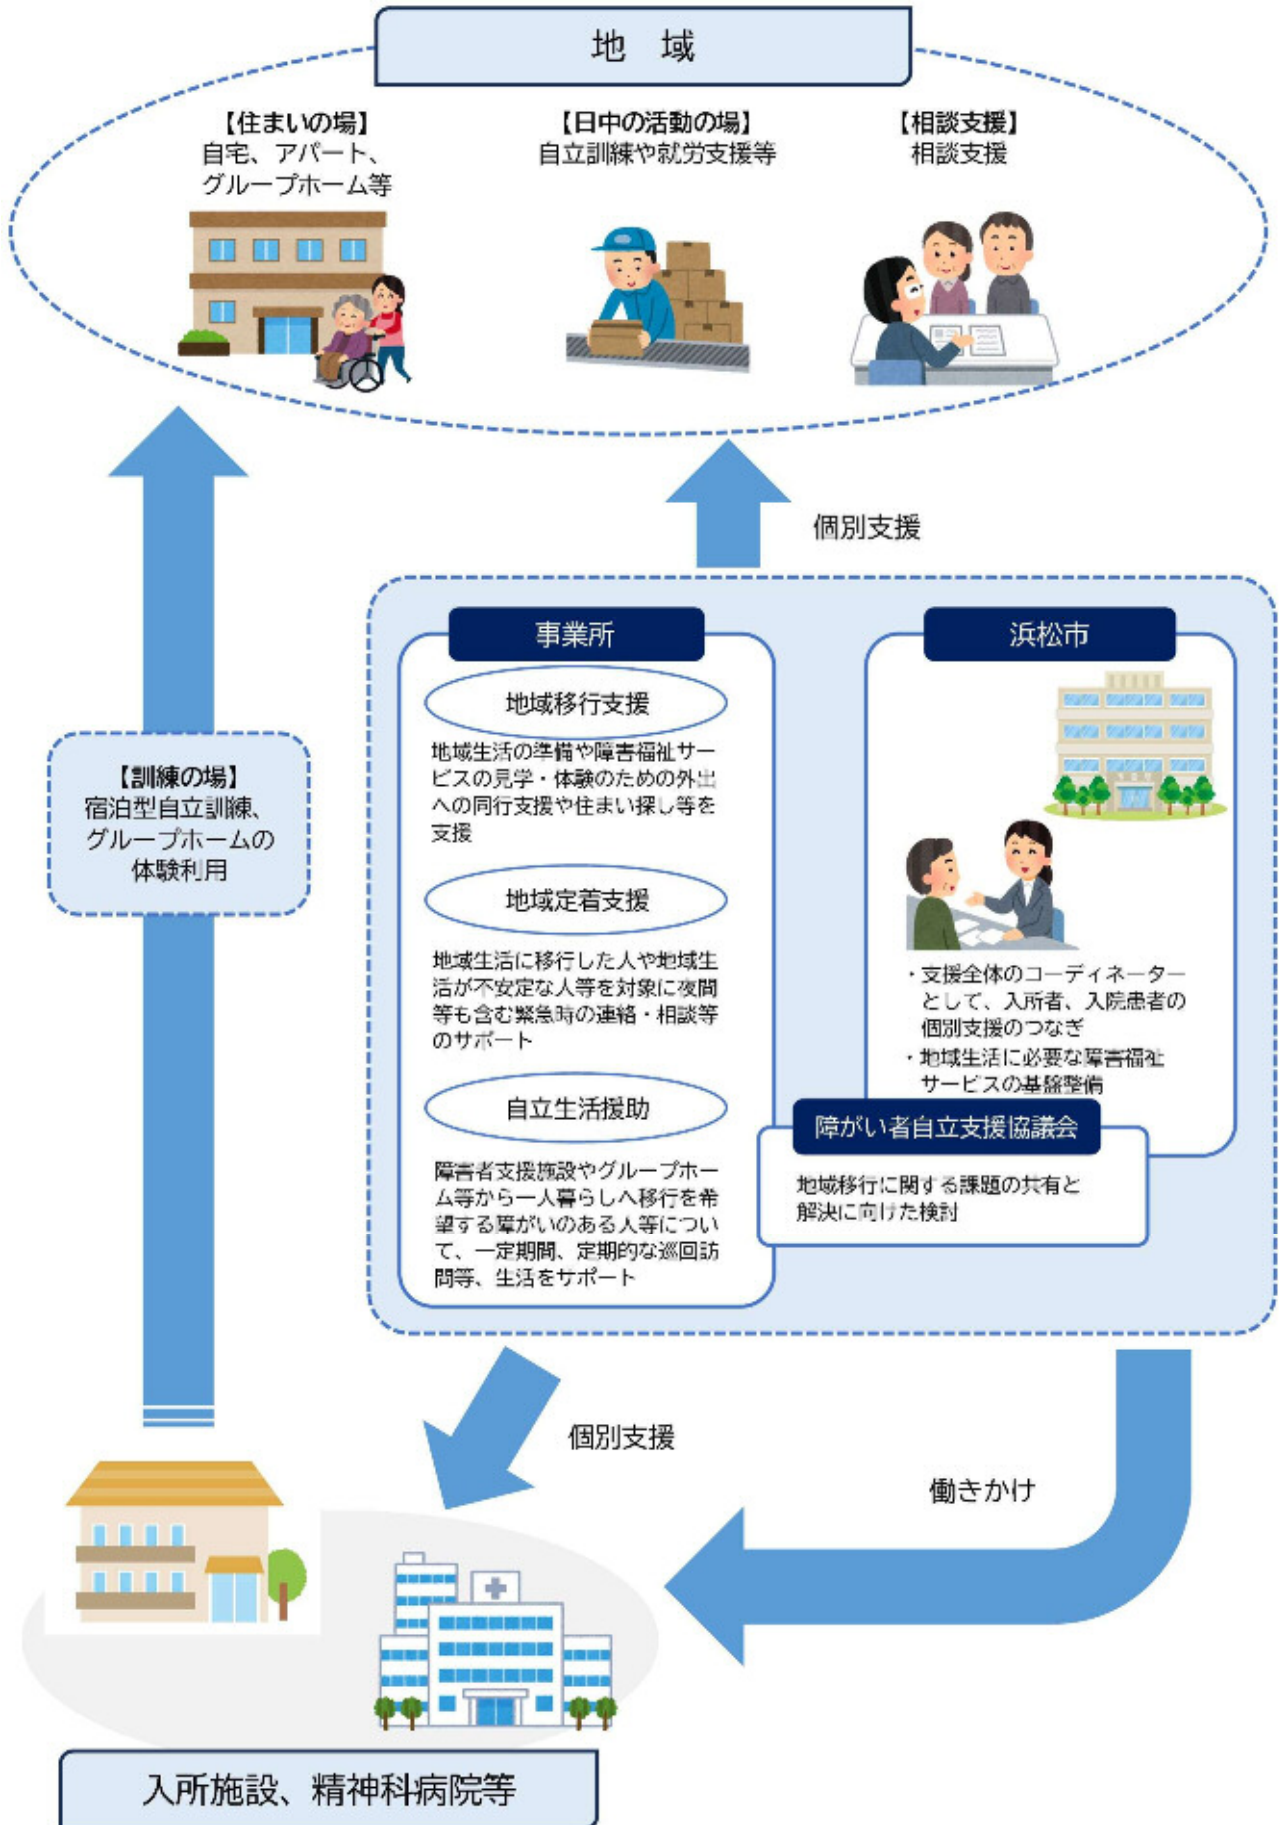 地 域
【住まいの場】
自宅、アパート、
グループホーム等
【日中の活動の場】
自立訓練や就労支援等
【相談支援】
相談支援
個別支援
【訓練の場】
宿泊型自立訓練、
グループホームの
体験利用
事業所
地域移行支援
地域生活の準備や障害福祉サー
ビスの見学・体験のための外出
への同行支援や住まい探し等を
支援
地域定着支援
地域生活に移行した人や地域生
活が不安定な人等を対象に夜間
等も含む緊急時の連絡・相談等
のサポート
自立生活援助
障害者支援施設やグループホー
ム等から一人暮らしへ移行を希
望する障がいのある人等につい
て、一定期間、定期的な巡回訪
問等、生活をサポート
浜松市
・支援全体のコーディネーター
として、入所者、入院患者の
個別支援のつなぎ
・地域生活に必要な障害福祉
サービスの基盤整備
障がい者自立支援協議会
地域移行に関する課題の共有と
解決に向けた検討
個別支援
働きかけ
入所施設、精神科病院等